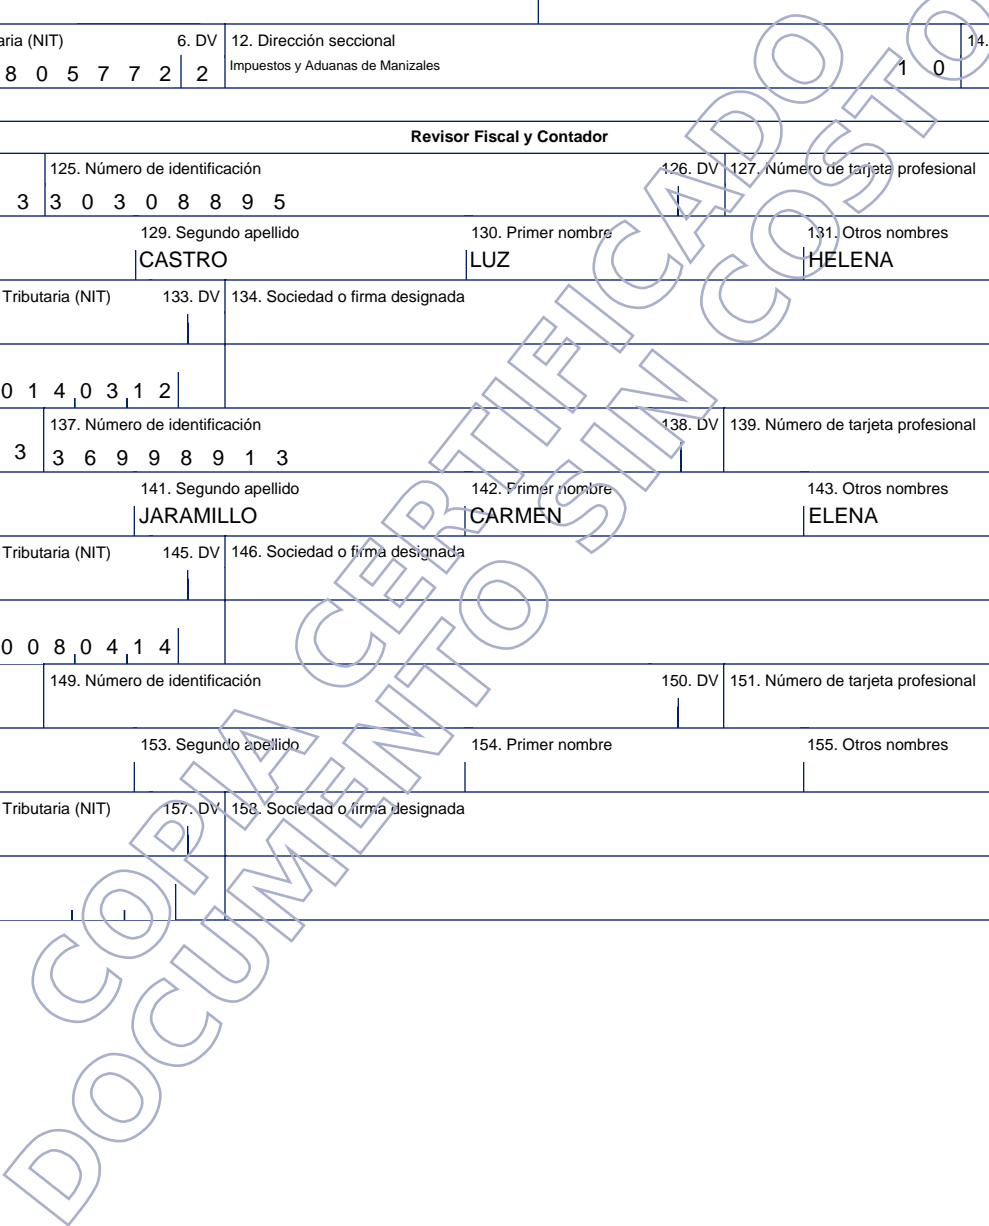 aria (NIT) 6. DV 12. Dirección seccional 14.
8 0 5 7 7 2 2 Impuestos y Aduanas de Manizales 1 0
Revisor Fiscal y Contador
125. Número de identificación 126. DV 127. Número de tarjeta profesional
3 3 0 3 0 8 8 9 5
129. Segundo apellido 130. Primer nombre 131. Otros nombres
CASTRO LUZ HELENA
Tributaria (NIT) 133. DV 134. Sociedad o firma designada
0 1 4 0 3 1 2
137. Número de identificación 138. DV 139. Número de tarjeta profesional
3 3 6 9 9 8 9 1 3
141. Segundo apellido 142. Primer nombre 143. Otros nombres
JARAMILLO CARMEN ELENA
Tributaria (NIT) 145. DV 146. Sociedad o firma designada
0 0 8 0 4 1 4
149. Número de identificación 150. DV 151. Número de tarjeta profesional
153. Segundo apellido 154. Primer nombre 155. Otros nombres
Tributaria (NIT) 157. DV 158. Sociedad o firma designada
COPIA CERTIFICADO
DOCUMENTO SIN COSTO